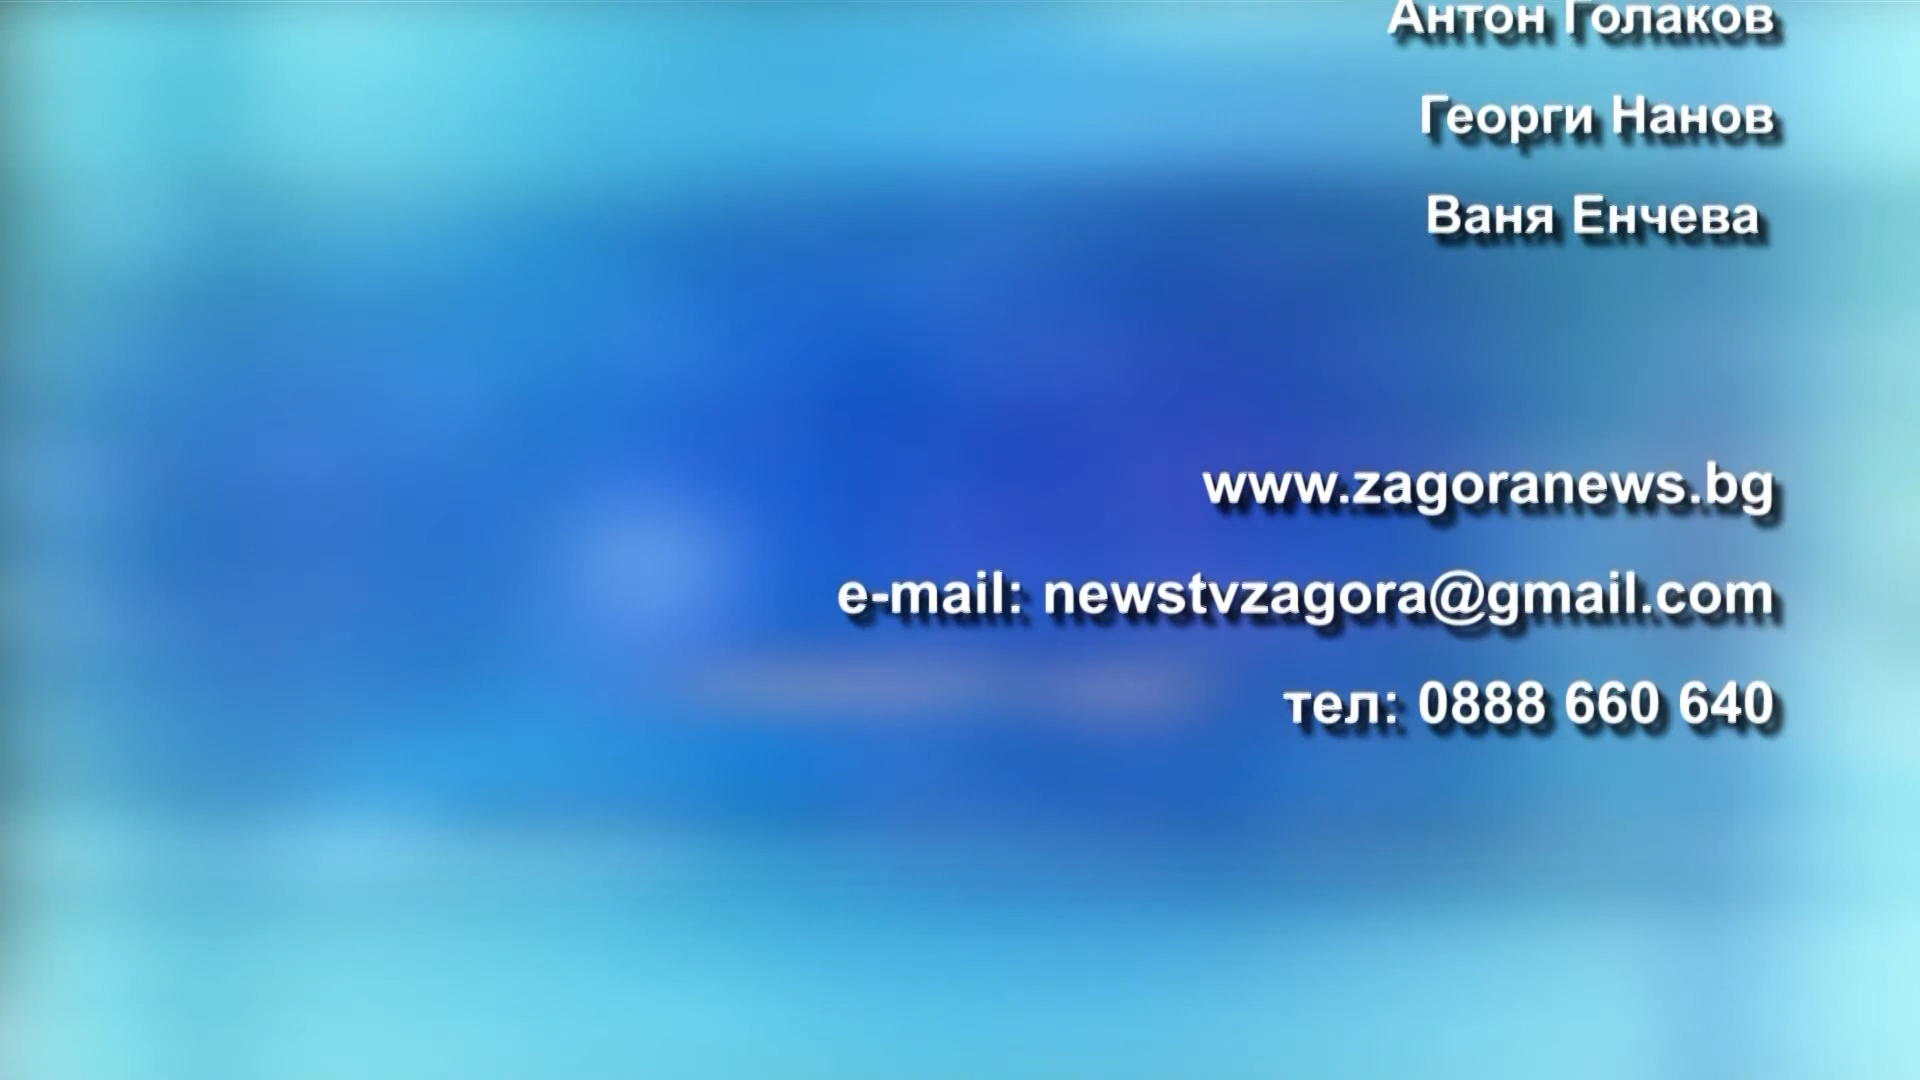 Антон Голаков
Георги Нанов
Ваня Енчева
www.zagoranews.bg
e-mail: newstvzagora@gmail.com
тел: 0888 660 640